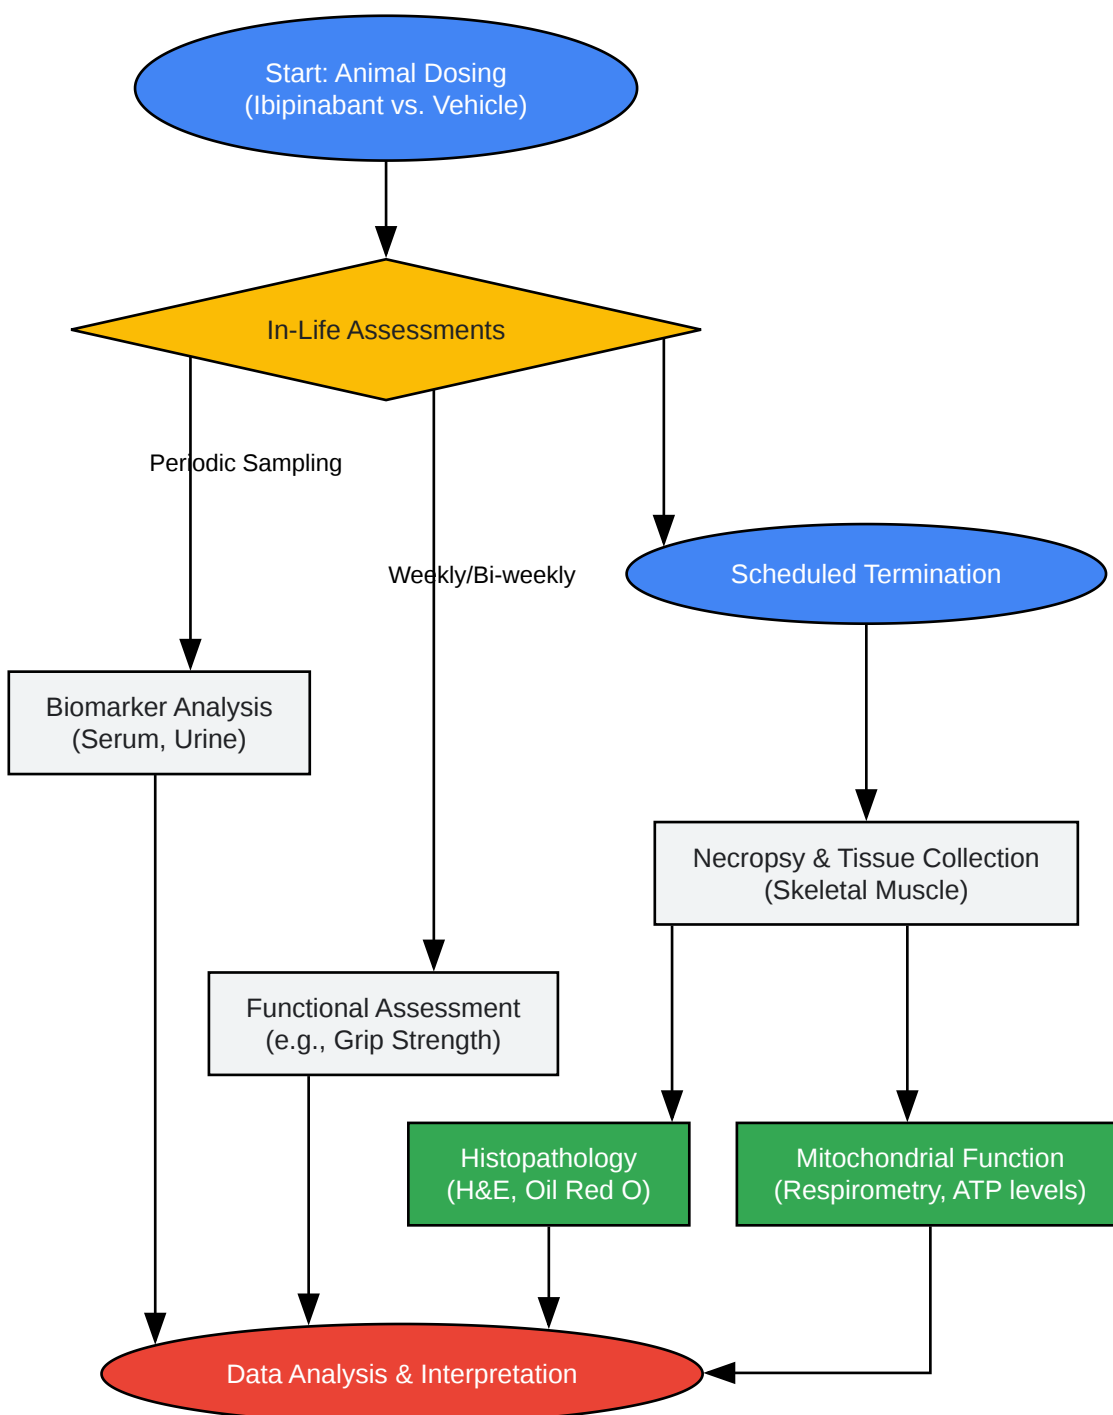 Start: Animal Dosing
(Ibipinabant vs. Vehicle)
In-Life Assessments
Periodic Sampling
Weekly/Bi-weekly
Scheduled Termination
Biomarker Analysis
(Serum, Urine)
Necropsy & Tissue Collection
(Skeletal Muscle)
Functional Assessment
(e.g., Grip Strength)
Histopathology
(H&E, Oil Red O)
Mitochondrial Function
(Respirometry, ATP levels)
Data Analysis & Interpretation